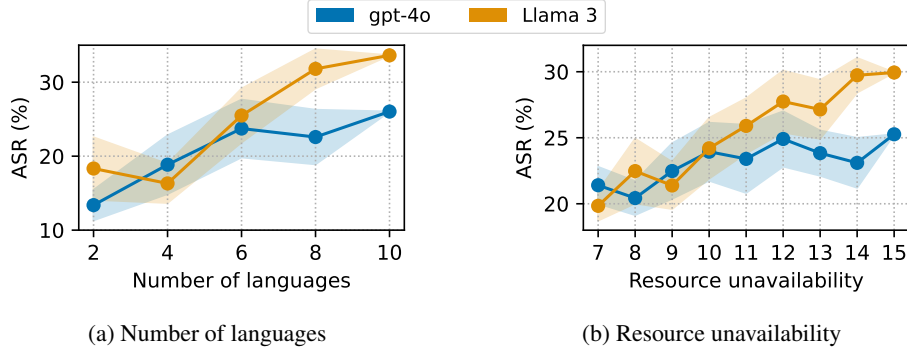 gpt-4o Llama 3
ASR (%)
30
20
10
2 4 6 8 10
Number of languages
(a) Number of languages
ASR (%)
30
25
20
7 8 9 10 11 12 13 14 15
Resource unavailability
(b) Resource unavailability